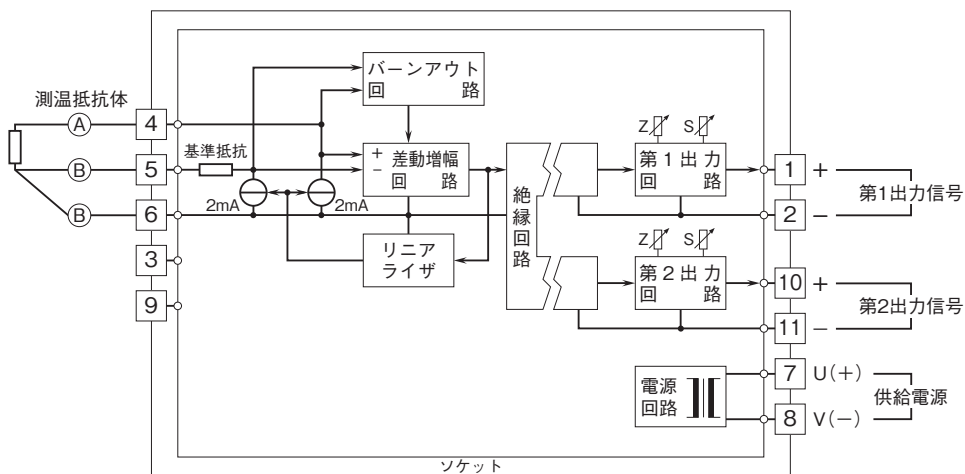 測温抵抗体
A
B
B
4
5
6
3
9
基準抵抗
2mA
2mA
バーンアウト
回 路
+
-
差動増幅
回 路
リニア
ライザ
絶縁回路
Z
S
第1出力
回 路
Z
S
第2出力
回 路
電源
回路
1 +
2 −
第1出力信号
10 +
11 −
第2出力信号
7 U(+)
8 V(−)
供給電源
ソケット